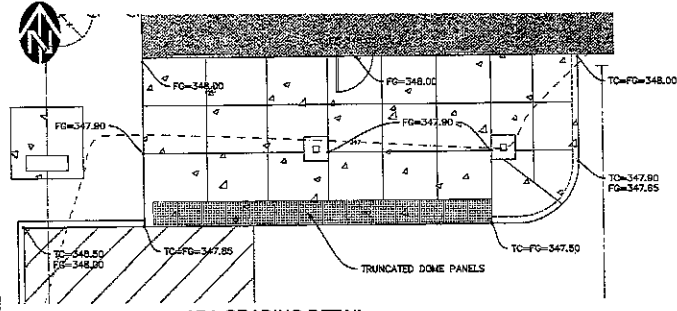 N
FG=348.00
FG=348.00
TC=FG=348.00
FG=347.90
FG=347.90
347
TC=347.90
FG=347.85
TC=348.50
FG=348.00
TC=FG=347.85
TC=FG=347.50
TRUNCATED DOME PANELS